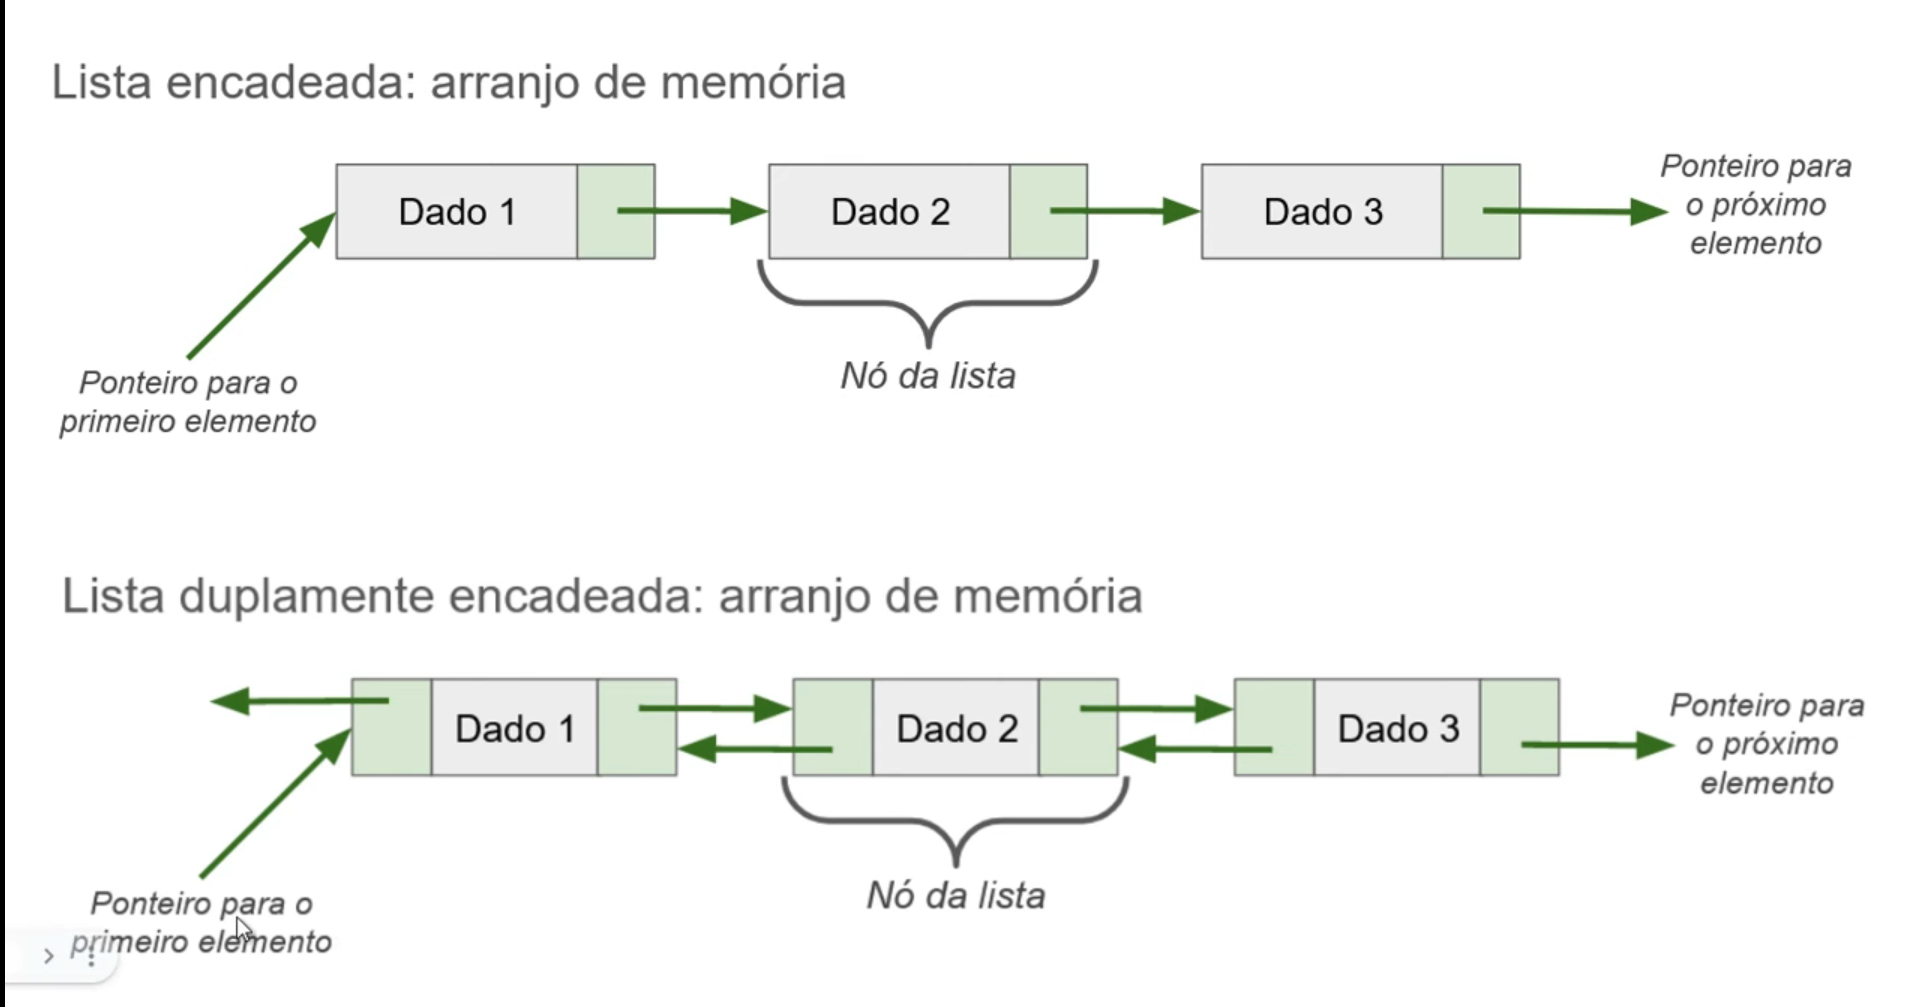 Lista encadeada: arranjo de memória
Dado 1
Dado 2
Dado 3
Ponteiro para
o próximo
elemento
Ponteiro para o
primeiro elemento
Nó da lista
Lista duplamente encadeada: arranjo de memória
Dado 1
Dado 2
Dado 3
Ponteiro para
o próximo
elemento
Ponteiro para o
primeiro elemento
Nó da lista